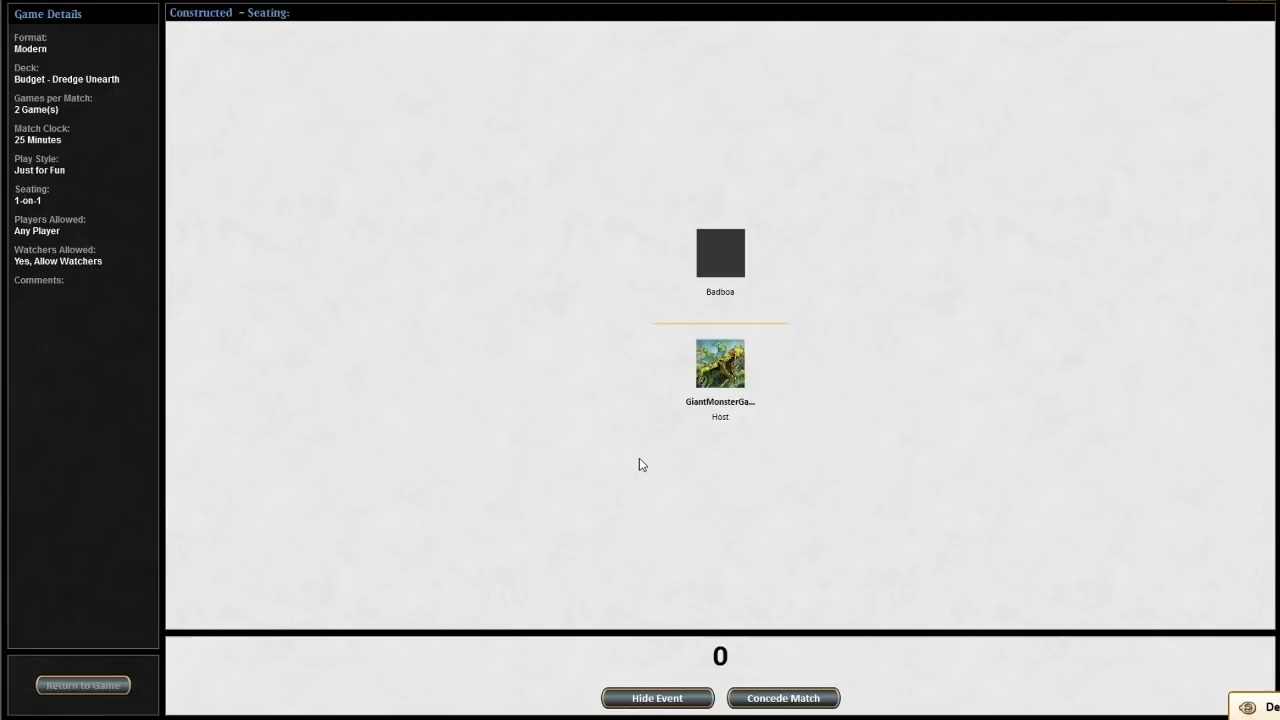 Game Details
Format:
Modern
Deck:
Budget - Dredge Unearth
Games per Match:
2 Game(s)
Match Clock:
25 Minutes
Play Style:
Just for Fun
Seating:
1-on-1
Players Allowed:
Any Player
Watchers Allowed:
Yes, Allow Watchers
Comments:
Return to Game
Constructed - Seating:
Badboa
GiantMonsterGa...
Host
0
Hide Event
Concede Match
De